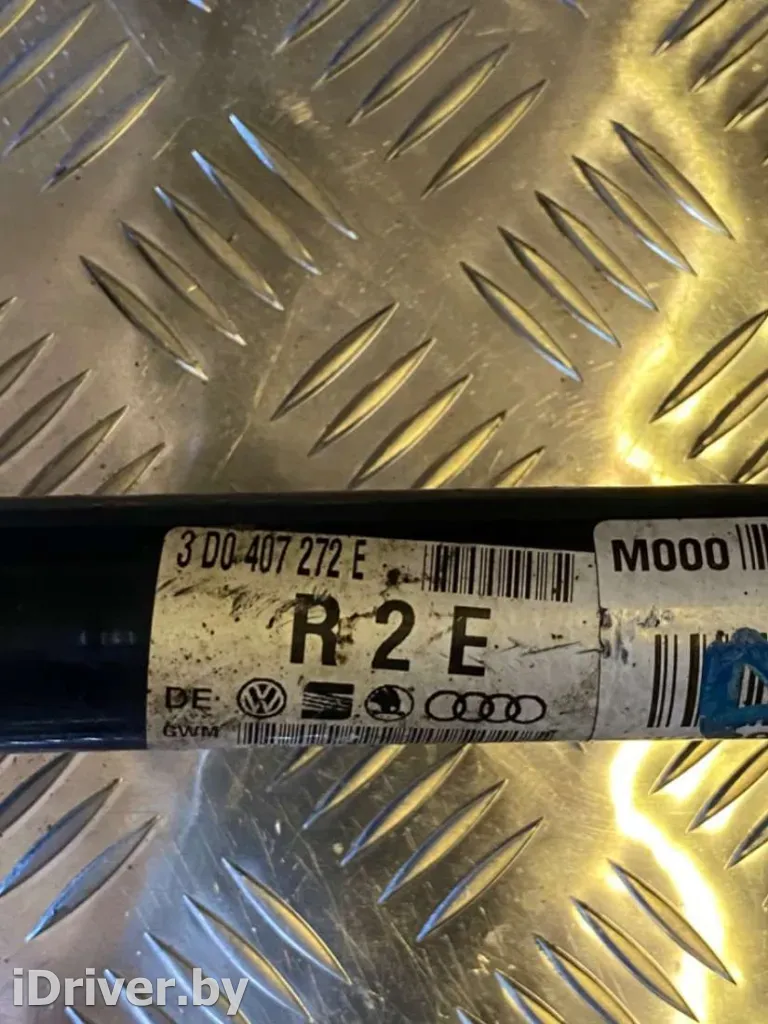 3 D0 407 272 E
R 2 E
DE
GWM
M000
iDriver.by